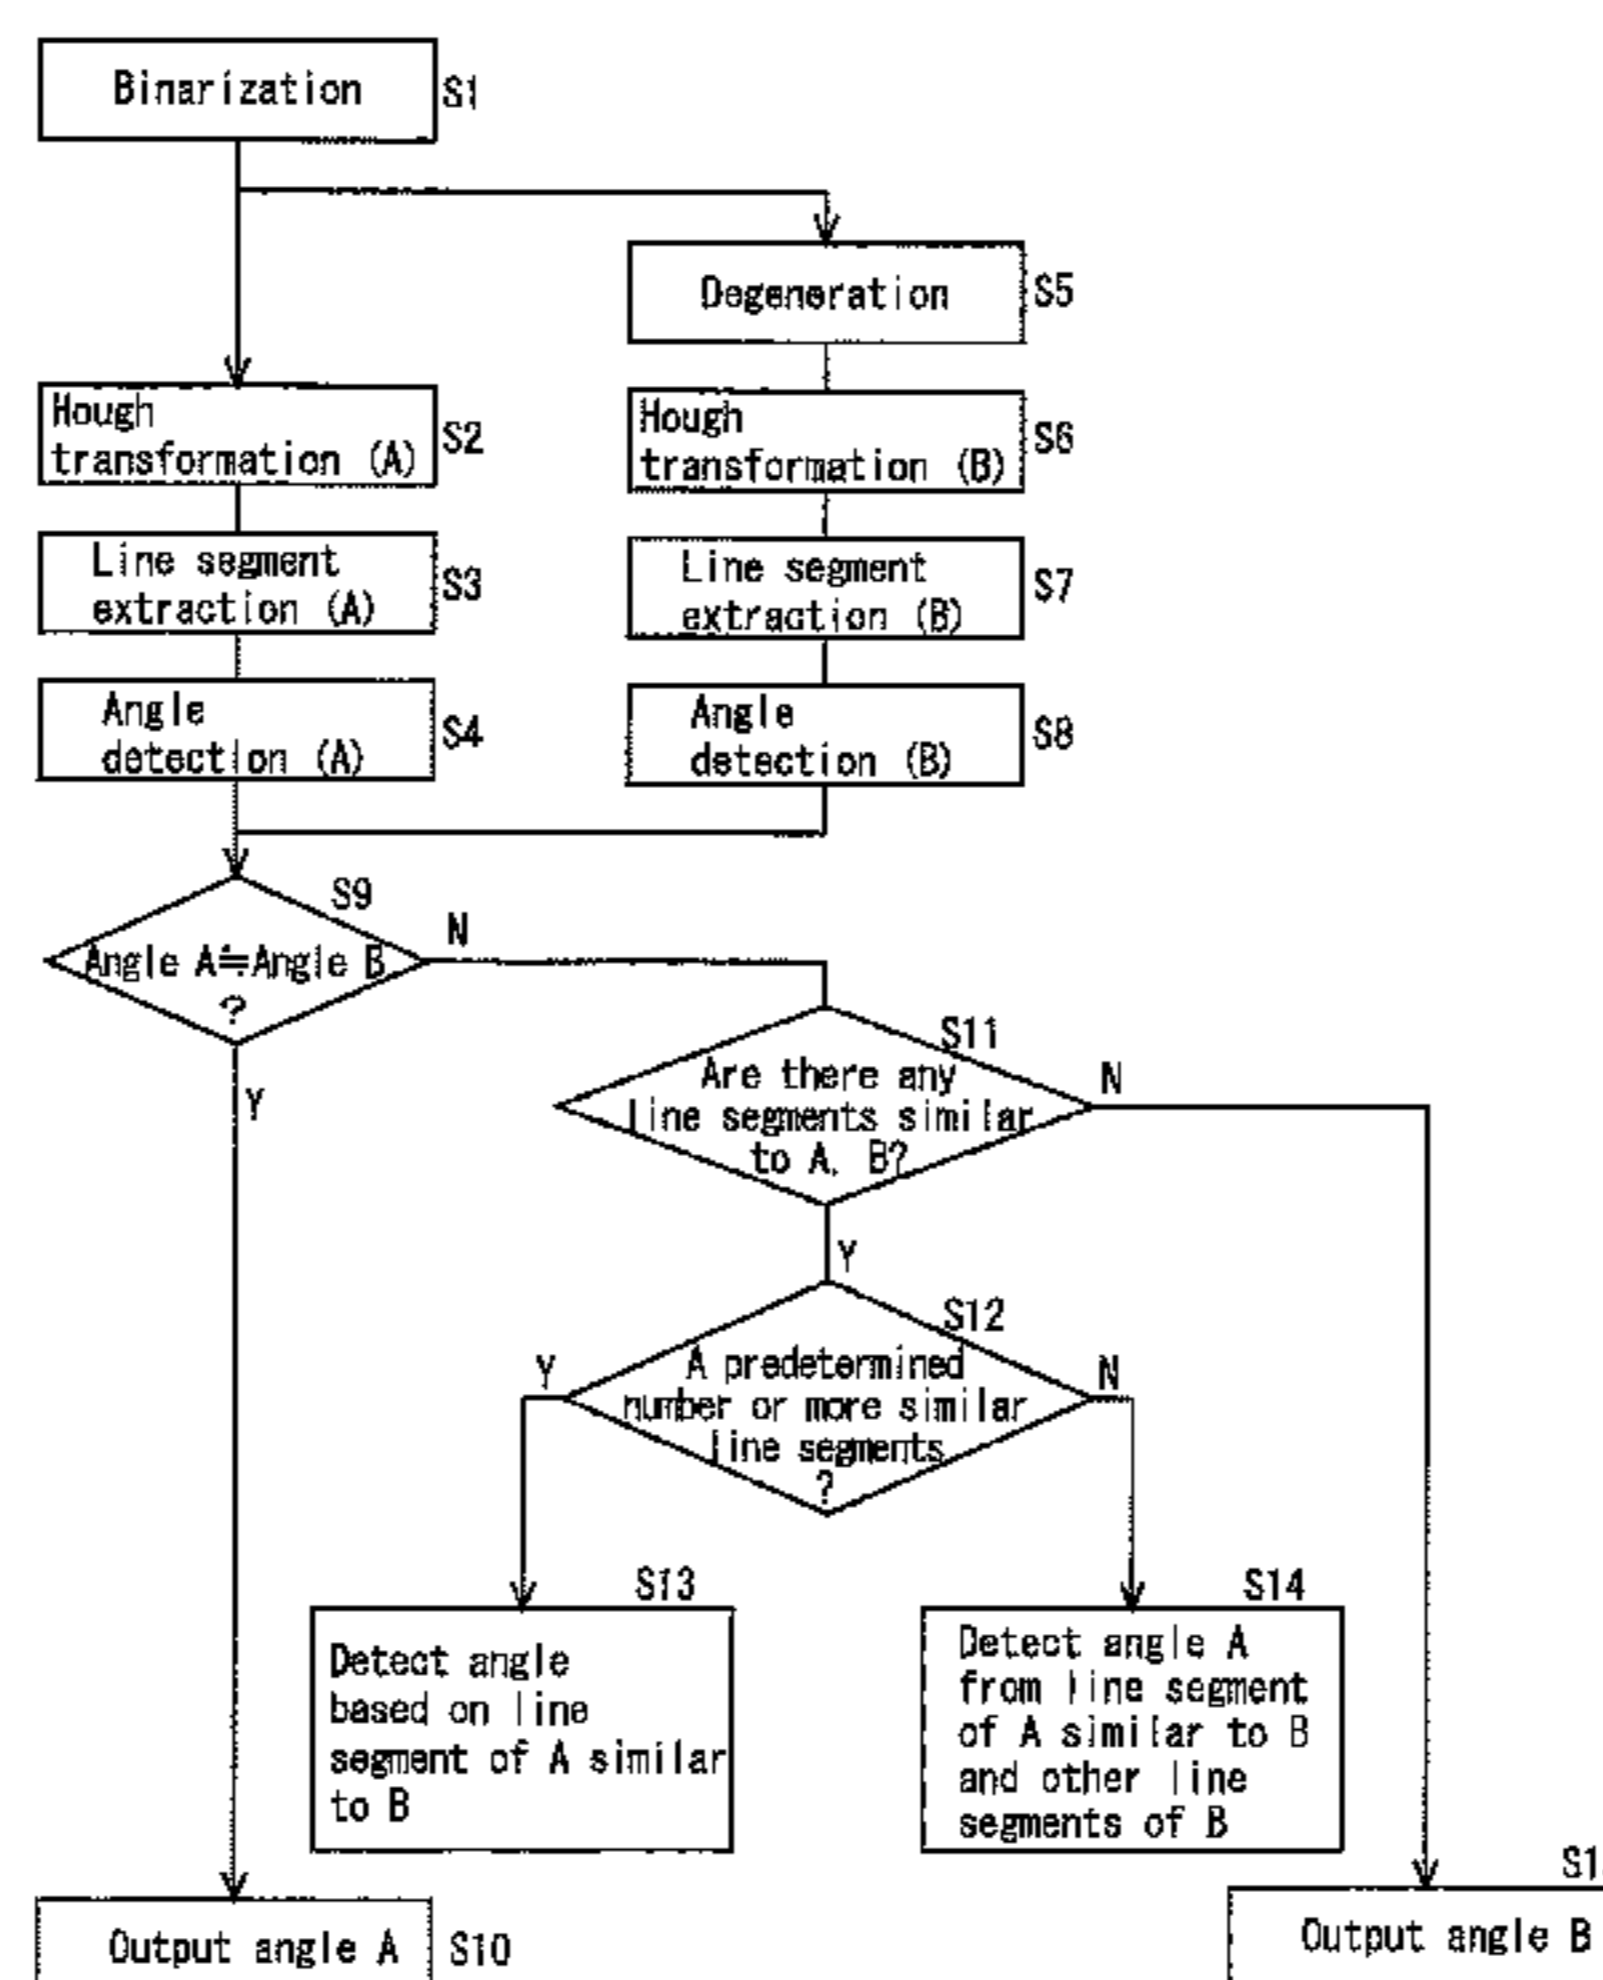 Binarization
S1
Degeneration
S5
Hough
transformation (A)
S2
Hough
transformation (B)
S6
Line segment
extraction (A)
S3
Line segment
extraction (B)
S7
Angle
detection (A)
S4
Angle
detection (B)
S8
S9
Angle A≒Angle B
?
N
Y
S11
Are there any
line segments similar
to A, B?
N
Y
S12
A predetermined
number or more similar
line segments
?
Y
N
S13
Detect angle
based on line
segment of A similar
to B
S14
Detect angle A
from line segment
of A similar to B
and other line
segments of B
Output angle A
S10
Output angle B